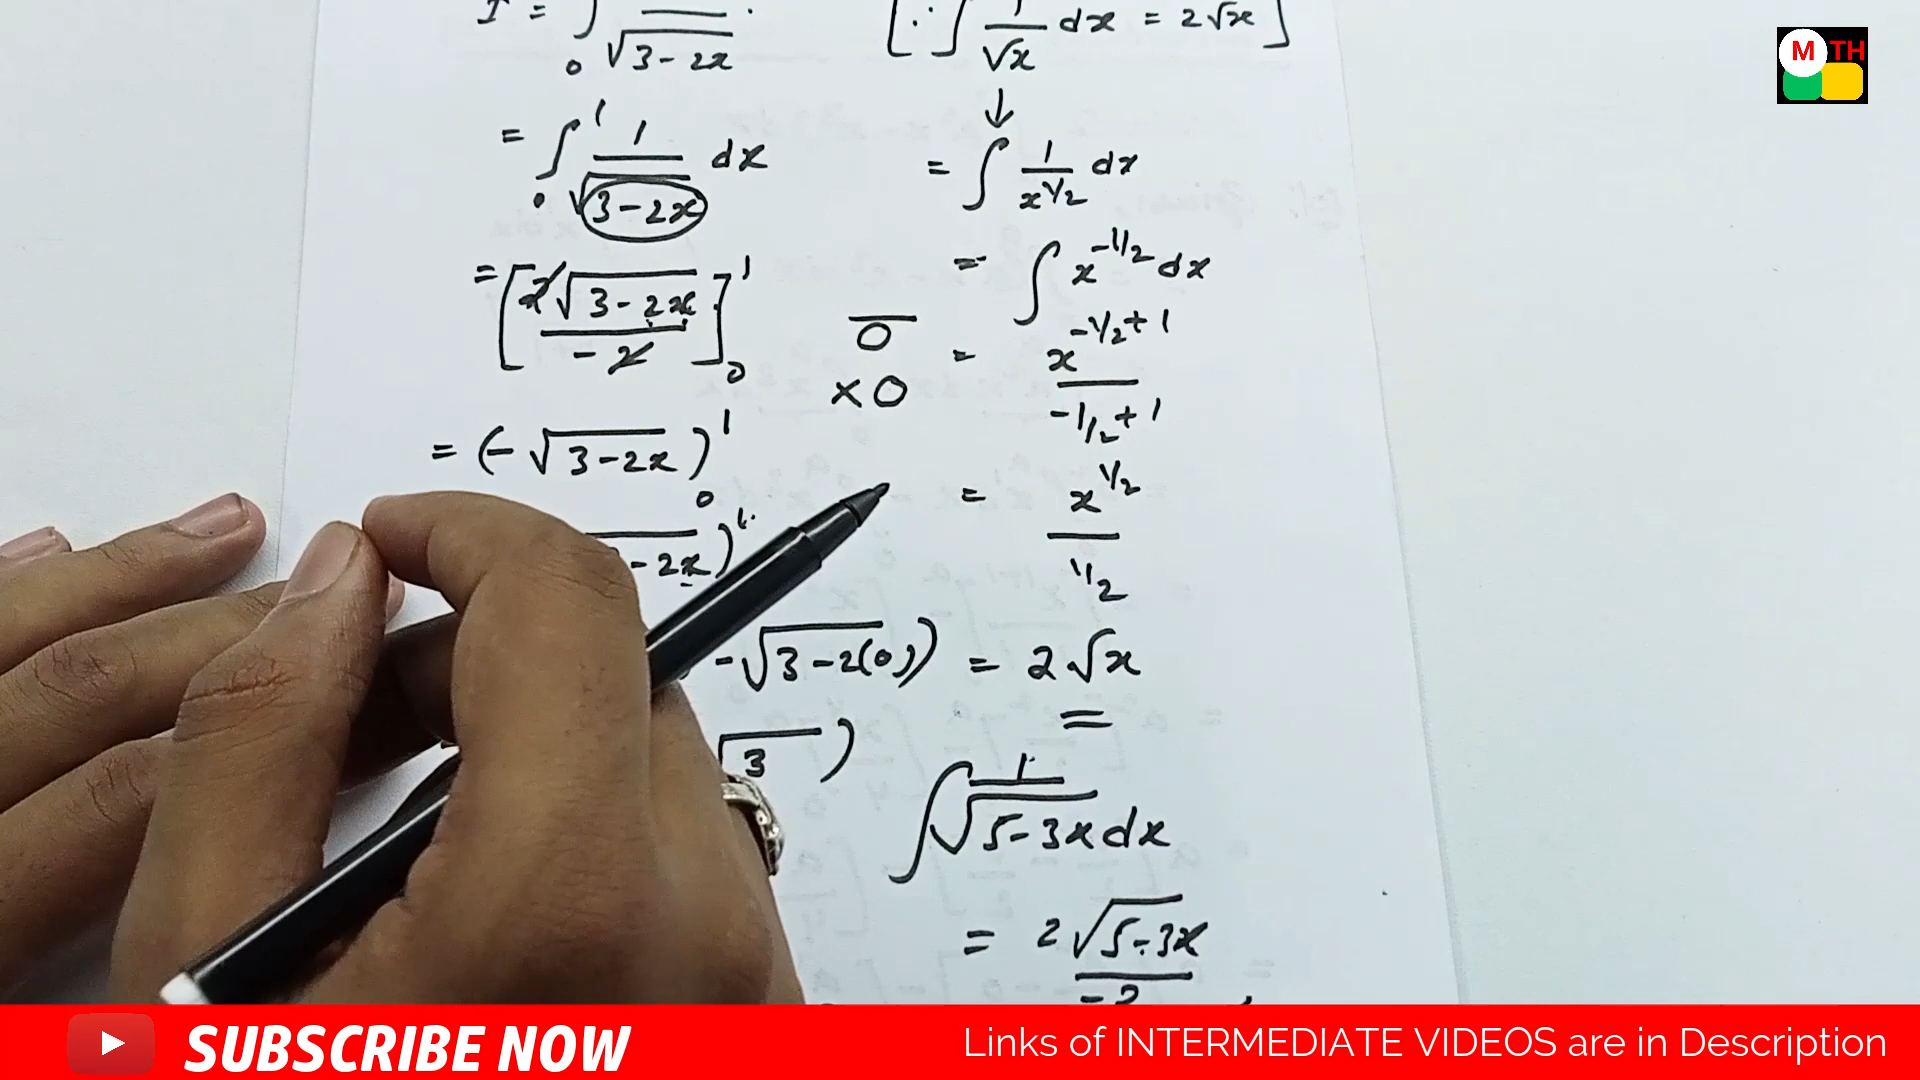 I = ∫₀ 1/√(3-2x)
= ∫₀¹ 1/√(3-2x) dx
= [2√(3-2x)/-2]₀¹
= (-√(3-2x))₀¹
-2x)¹
-√(3-2(0)))
√3)
0
×0
[∵ ∫ 1/√x dx = 2√x]
↓
= ∫ 1/x^(1/2) dx
= ∫ x^(-1/2) dx
= x^(-1/2+1)/(-1/2+1)
= x^(1/2)/(1/2)
= 2√x
∫ 1/√(5-3x) dx
= 2√(5-3x)/-3
M TH
SUBSCRIBE NOW
Links of INTERMEDIATE VIDEOS are in Description